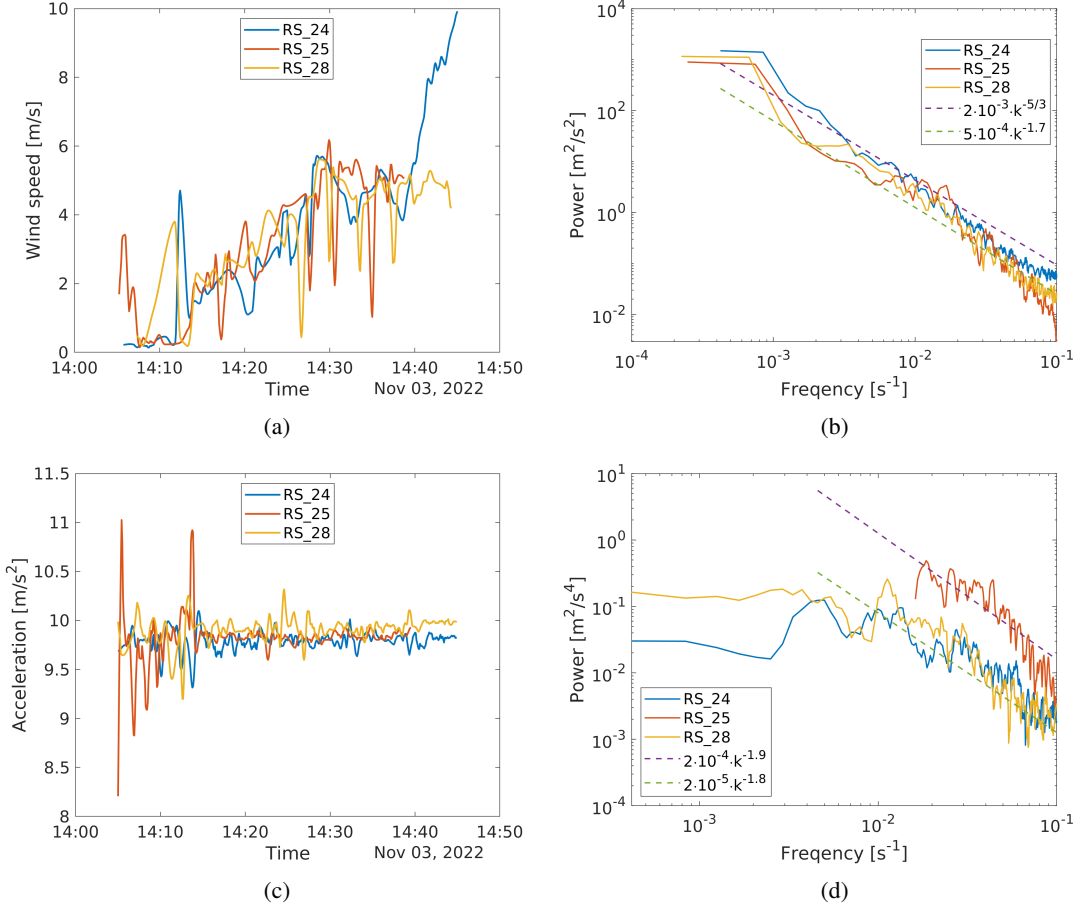 10
8
6
4
2
0
Wind speed [m/s]
RS_24
RS_25
RS_28
14:00 14:10 14:20 14:30 14:40 14:50
Time
Nov 03, 2022
(a)
10^4
10^2
10^0
10^-2
Power [m^2/s^2]
RS_24
RS_25
RS_28
2·10^-3·k^-5/3
5·10^-4·k^-1.7
10^-4 10^-3 10^-2 10^-1
Freqency [s^-1]
(b)
11.5
11
10.5
10
9.5
9
8.5
8
Acceleration [m/s^2]
RS_24
RS_25
RS_28
14:00 14:10 14:20 14:30 14:40 14:50
Time
Nov 03, 2022
(c)
10^1
10^0
10^-1
10^-2
10^-3
10^-4
Power [m^2/s^4]
RS_24
RS_25
RS_28
2·10^-4·k^-1.9
2·10^-5·k^-1.8
10^-3 10^-2 10^-1
Freqency [s^-1]
(d)